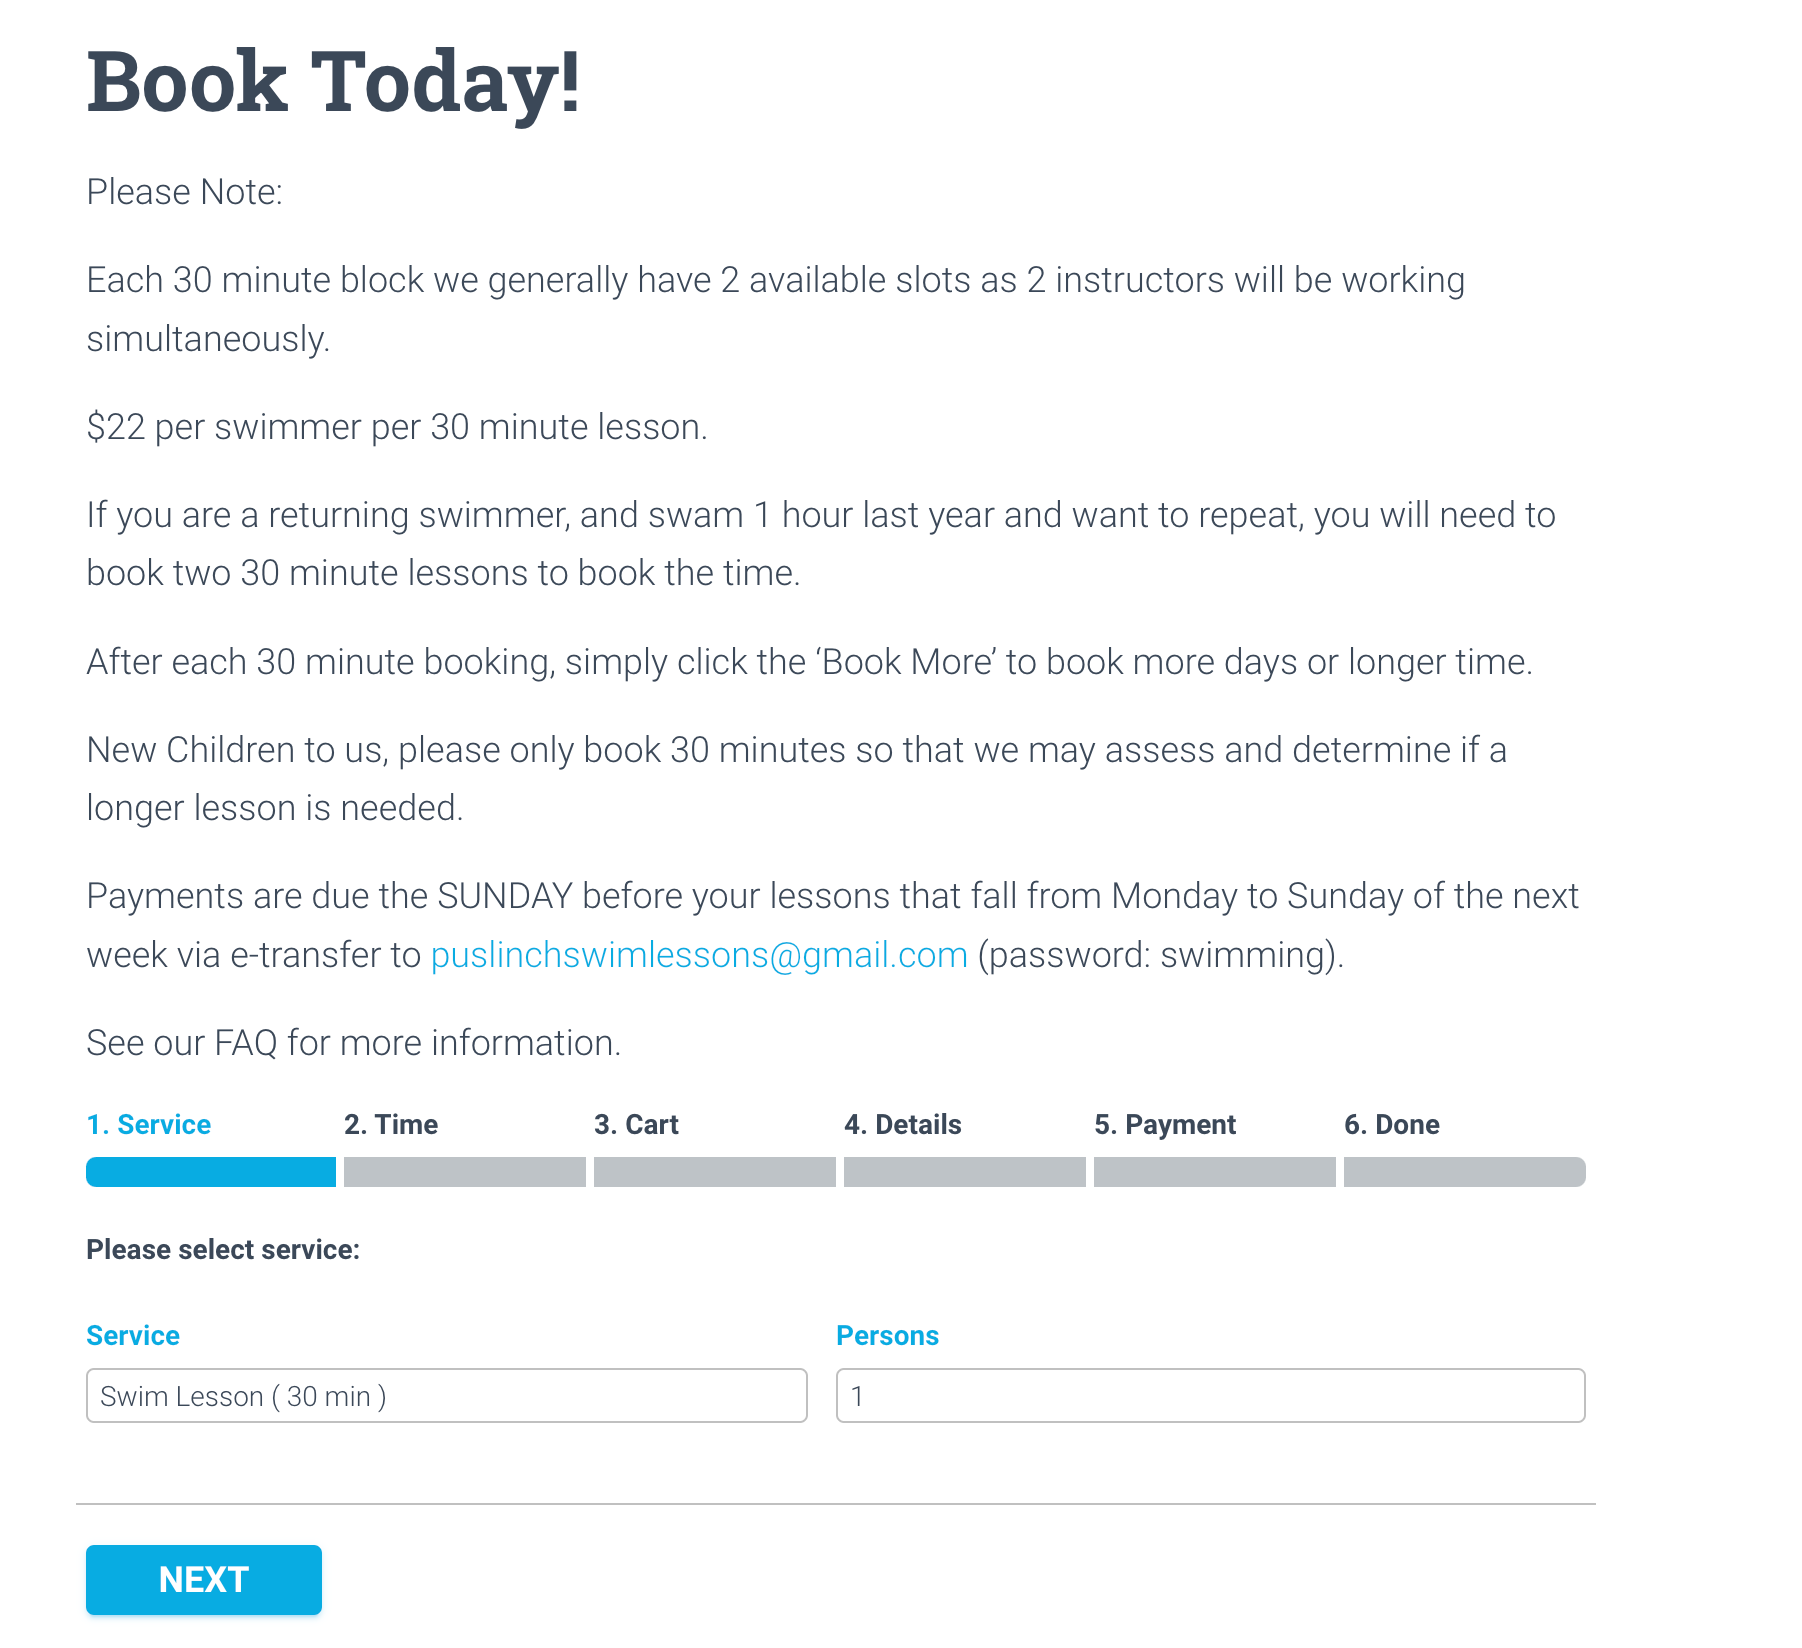 Book Today!
Please Note:
Each 30 minute block we generally have 2 available slots as 2 instructors will be working
simultaneously.
$22 per swimmer per 30 minute lesson.
If you are a returning swimmer, and swam 1 hour last year and want to repeat, you will need to
book two 30 minute lessons to book the time.
After each 30 minute booking, simply click the ‘Book More’ to book more days or longer time.
New Children to us, please only book 30 minutes so that we may assess and determine if a
longer lesson is needed.
Payments are due the SUNDAY before your lessons that fall from Monday to Sunday of the next
week via e-transfer to puslinchswimlessons@gmail.com (password: swimming).
See our FAQ for more information.
1. Service 2. Time 3. Cart 4. Details 5. Payment 6. Done
Please select service:
Service Persons
Swim Lesson ( 30 min ) 1
NEXT